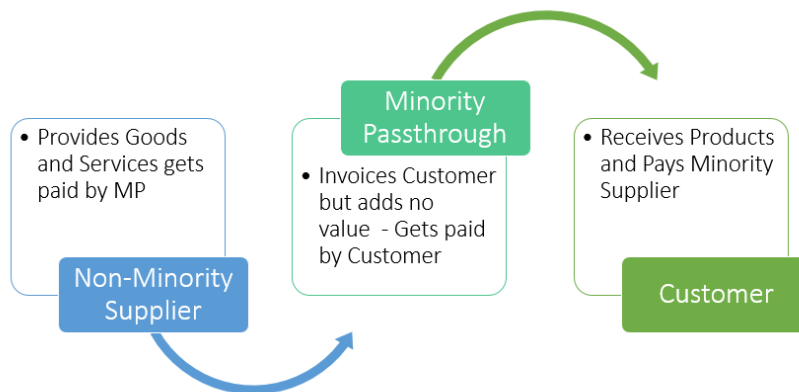 • Provides Goods
and Services gets
paid by MP
Non-Minority
Supplier
Minority
Passthrough
• Invoices Customer
but adds no
value - Gets paid
by Customer
• Receives Products
and Pays Minority
Supplier
Customer